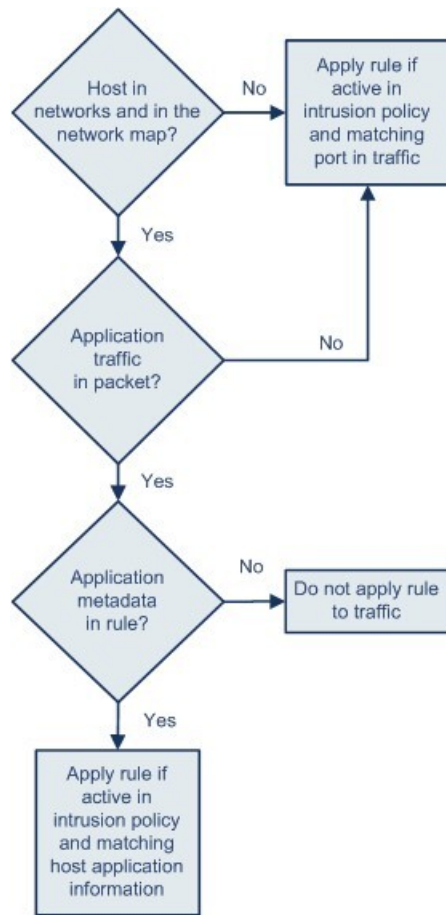 Host in
networks and in the
network map?
No
Apply rule if
active in
intrusion policy
and matching
port in traffic
Yes
Application
traffic
in packet?
No
Yes
Application
metadata
in rule?
No
Do not apply rule
to traffic
Yes
Apply rule if
active in
intrusion policy
and matching
host application
information